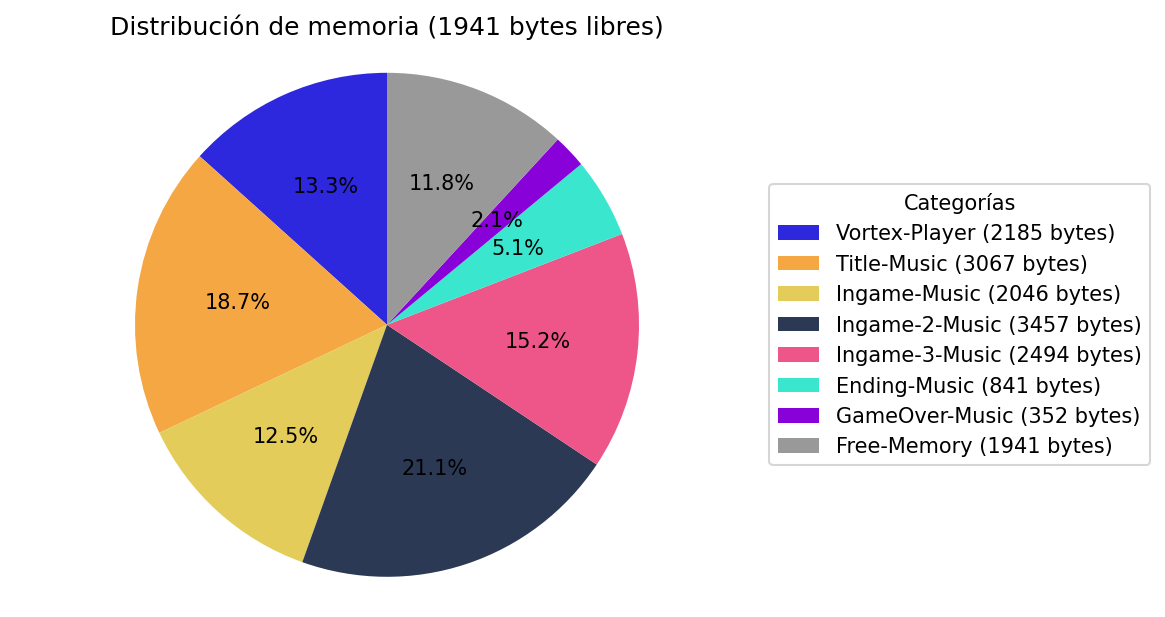 Distribución de memoria (1941 bytes libres)
13.3%
11.8%
2.1%
5.1%
18.7%
15.2%
12.5%
21.1%
Categorías
Vortex-Player (2185 bytes)
Title-Music (3067 bytes)
Ingame-Music (2046 bytes)
Ingame-2-Music (3457 bytes)
Ingame-3-Music (2494 bytes)
Ending-Music (841 bytes)
GameOver-Music (352 bytes)
Free-Memory (1941 bytes)